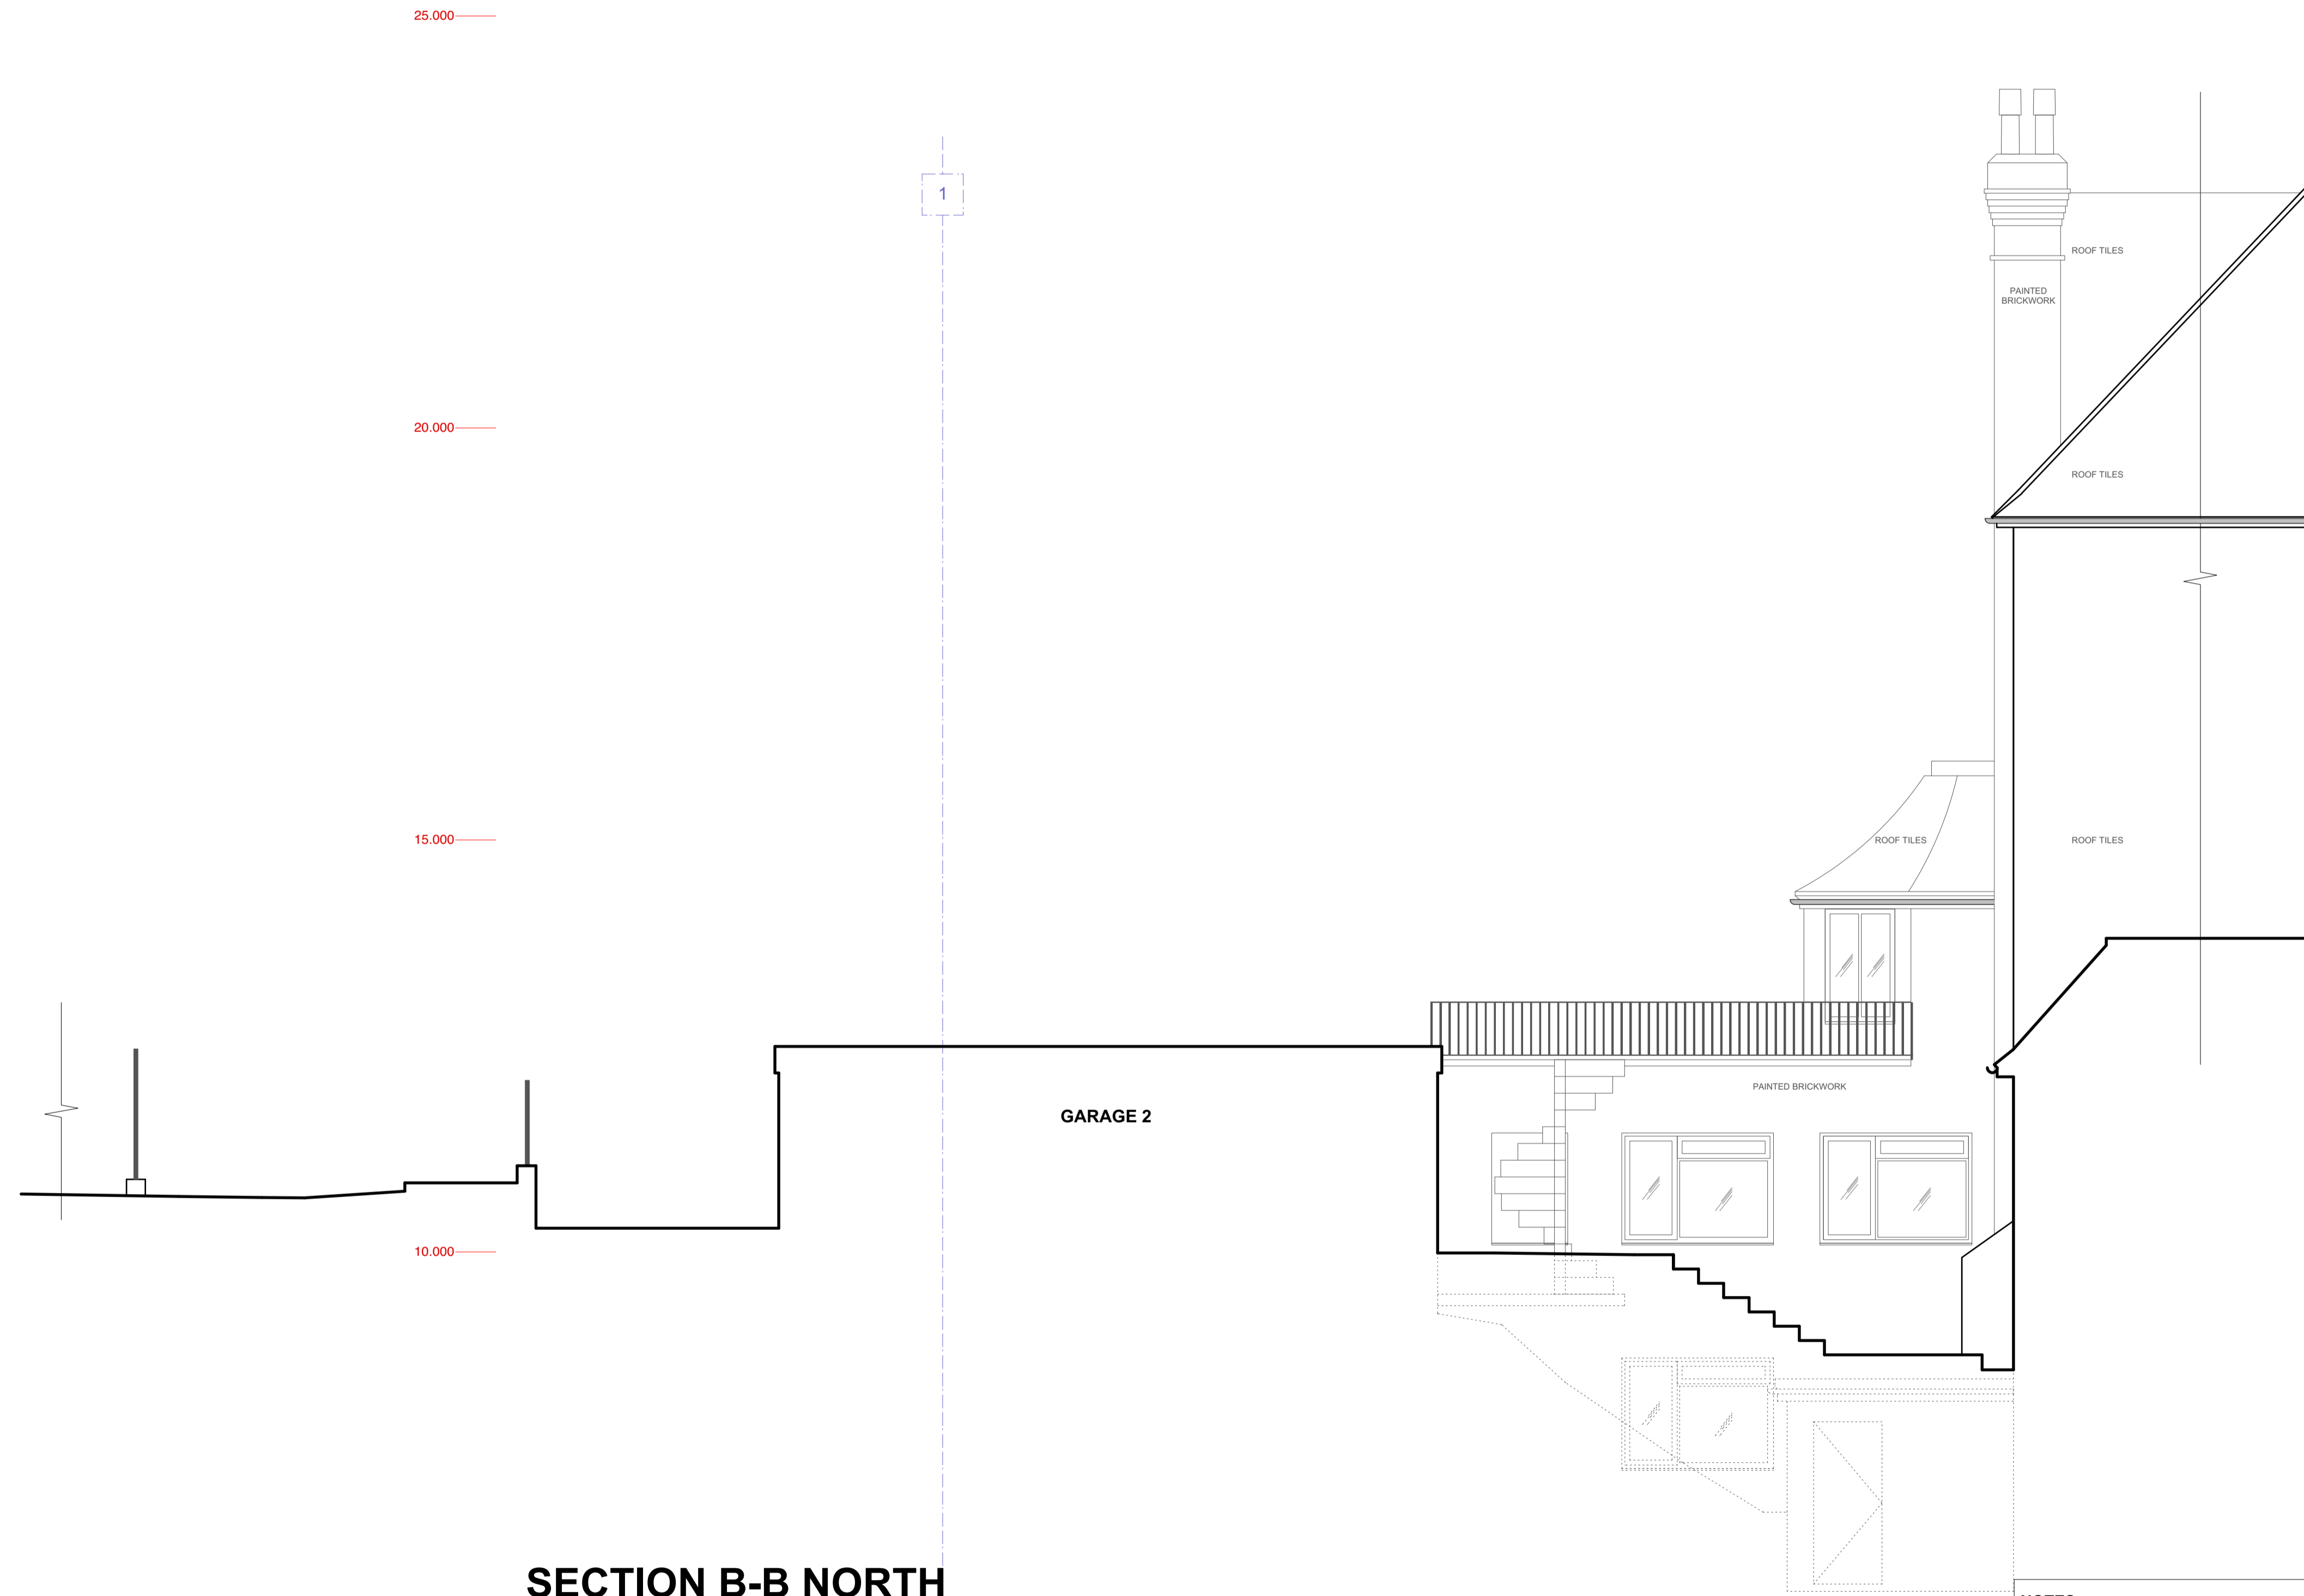 25.000
1
ROOF TILES
PAINTED
BRICKWORK
20.000
ROOF TILES
15.000
ROOF TILES
ROOF TILES
PAINTED BRICKWORK
GARAGE 2
10.000
SECTION B-B NORTH
NOTES